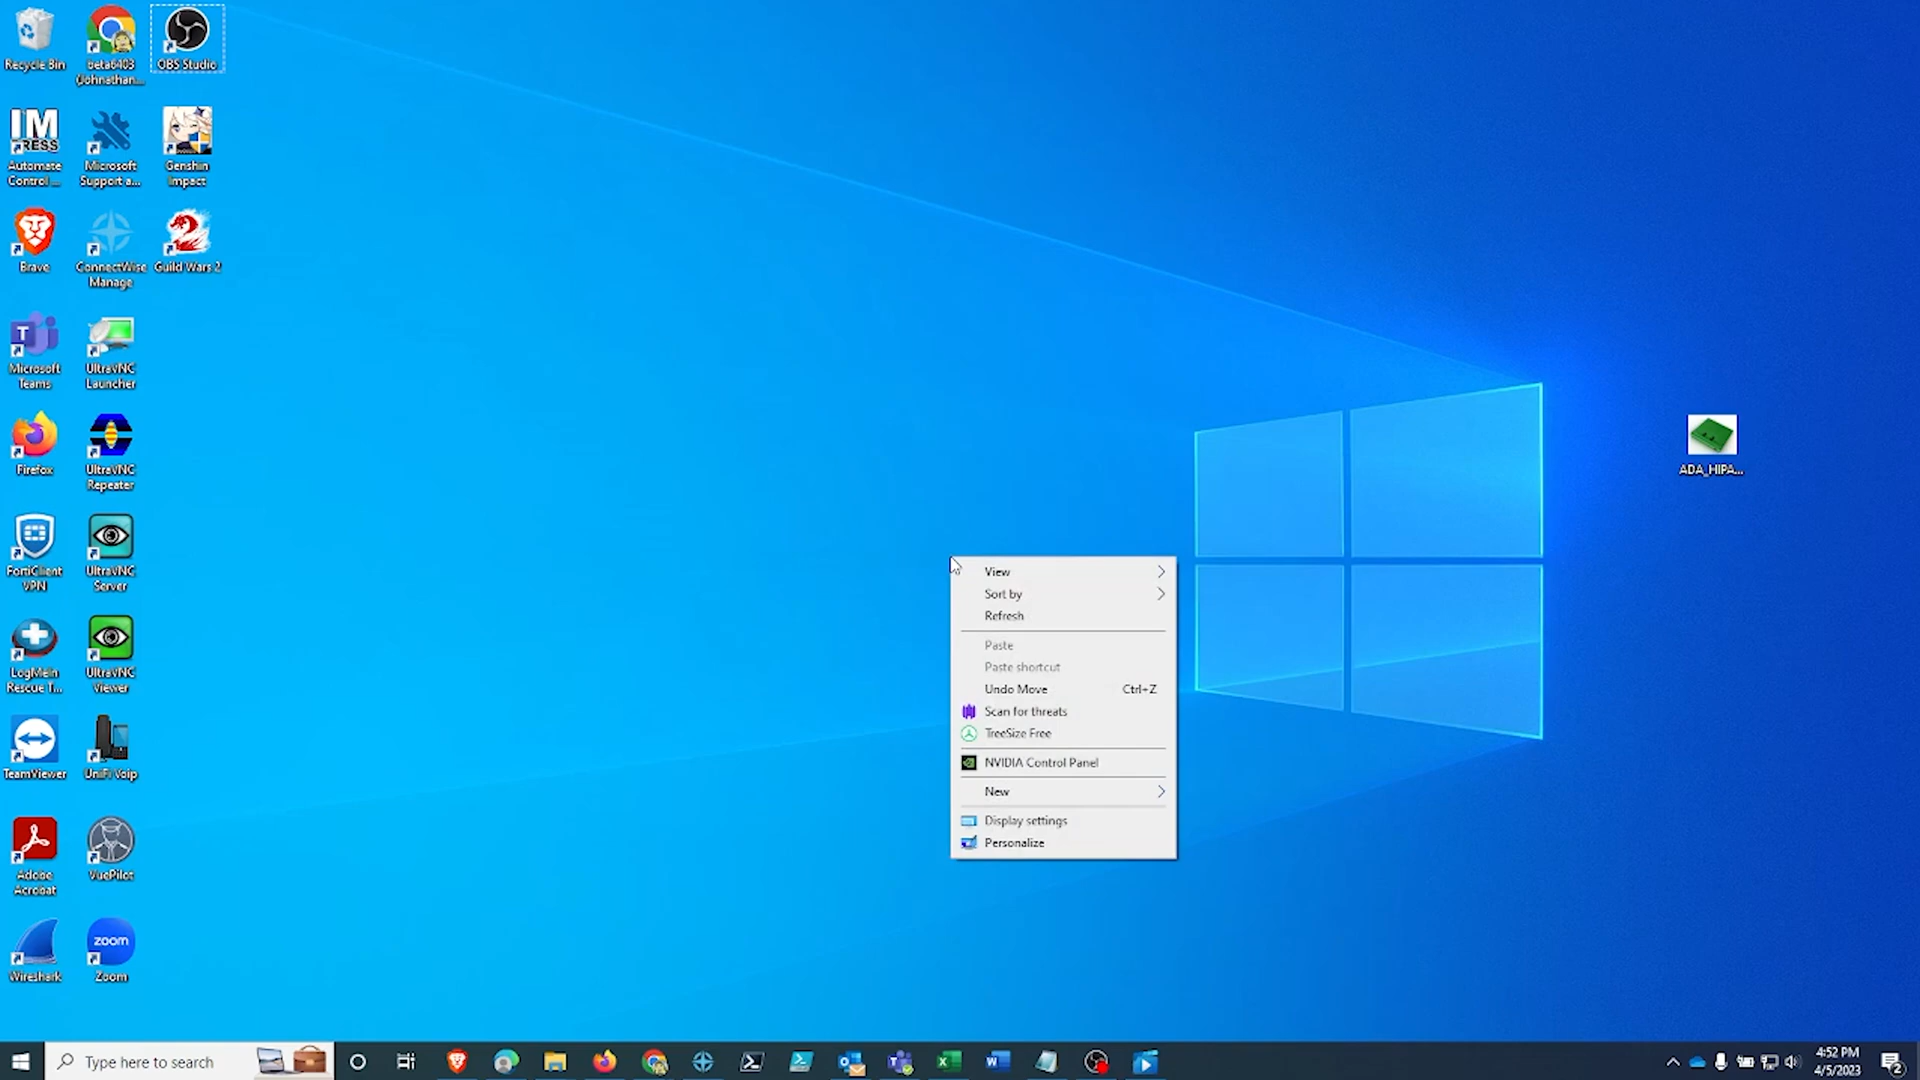 Recycle Bin
beta6403
(Johnathan...
OBS Studio
IM
PRESS
Automate
Control ...
Microsoft
Support a...
Genshin
Impact
Brave
ConnectWise
Manage
Guild Wars 2
T
Microsoft
Teams
UltraVNC
Launcher
Firefox
UltraVNC
Repeater
ADA_HIPA...
FortiClient
VPN
UltraVNC
Server
LogMeIn
Rescue T...
UltraVNC
Viewer
TeamViewer
UniFi Voip
Adobe
Acrobat
VuePilot
Wireshark
zoom
Zoom
View
Sort by
Refresh
Paste
Paste shortcut
Undo Move Ctrl+Z
Scan for threats
TreeSize Free
NVIDIA Control Panel
New
Display settings
Personalize
Type here to search
4:52 PM
4/5/2023
2